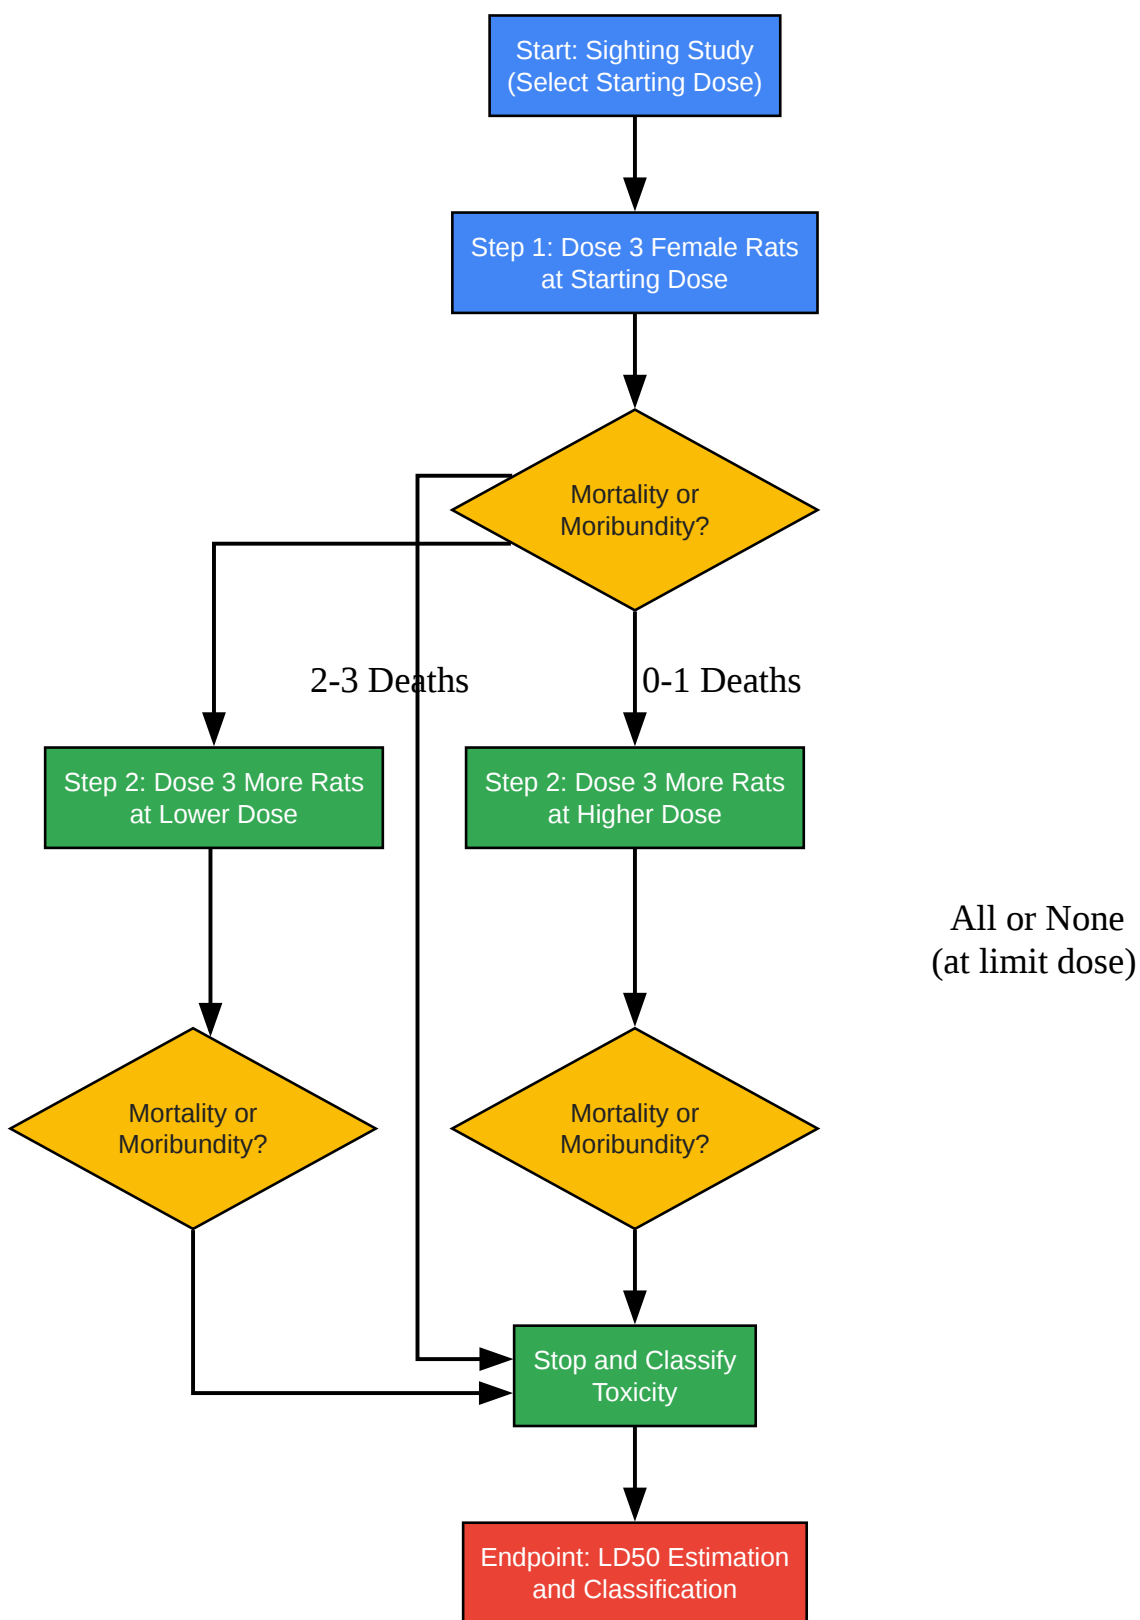 Start: Sighting Study
(Select Starting Dose)
Step 1: Dose 3 Female Rats
at Starting Dose
Mortality or
Moribundity?
2-3 Deaths
0-1 Deaths
Step 2: Dose 3 More Rats
at Lower Dose
Step 2: Dose 3 More Rats
at Higher Dose
All or None
(at limit dose)
Mortality or
Moribundity?
Mortality or
Moribundity?
Stop and Classify
Toxicity
Endpoint: LD50 Estimation
and Classification